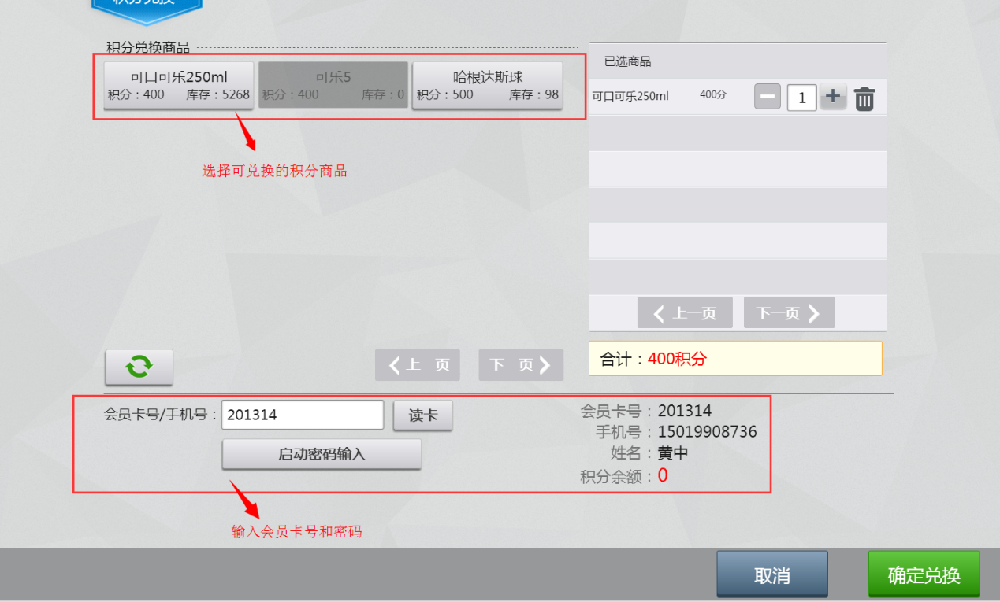 积分兑换
积分兑换商品
可口可乐250ml
积分：400 库存：5268
可乐5
积分：400 库存：0
哈根达斯球
积分：500 库存：98
选择可兑换的积分商品
已选商品
可口可乐250ml 400分 1
上一页 下一页
上一页 下一页
合计：400积分
会员卡号/手机号：201314 读卡
启动密码输入
会员卡号：201314
手机号：15019908736
姓名：黄中
积分余额：0
输入会员卡号和密码
取消 确定兑换